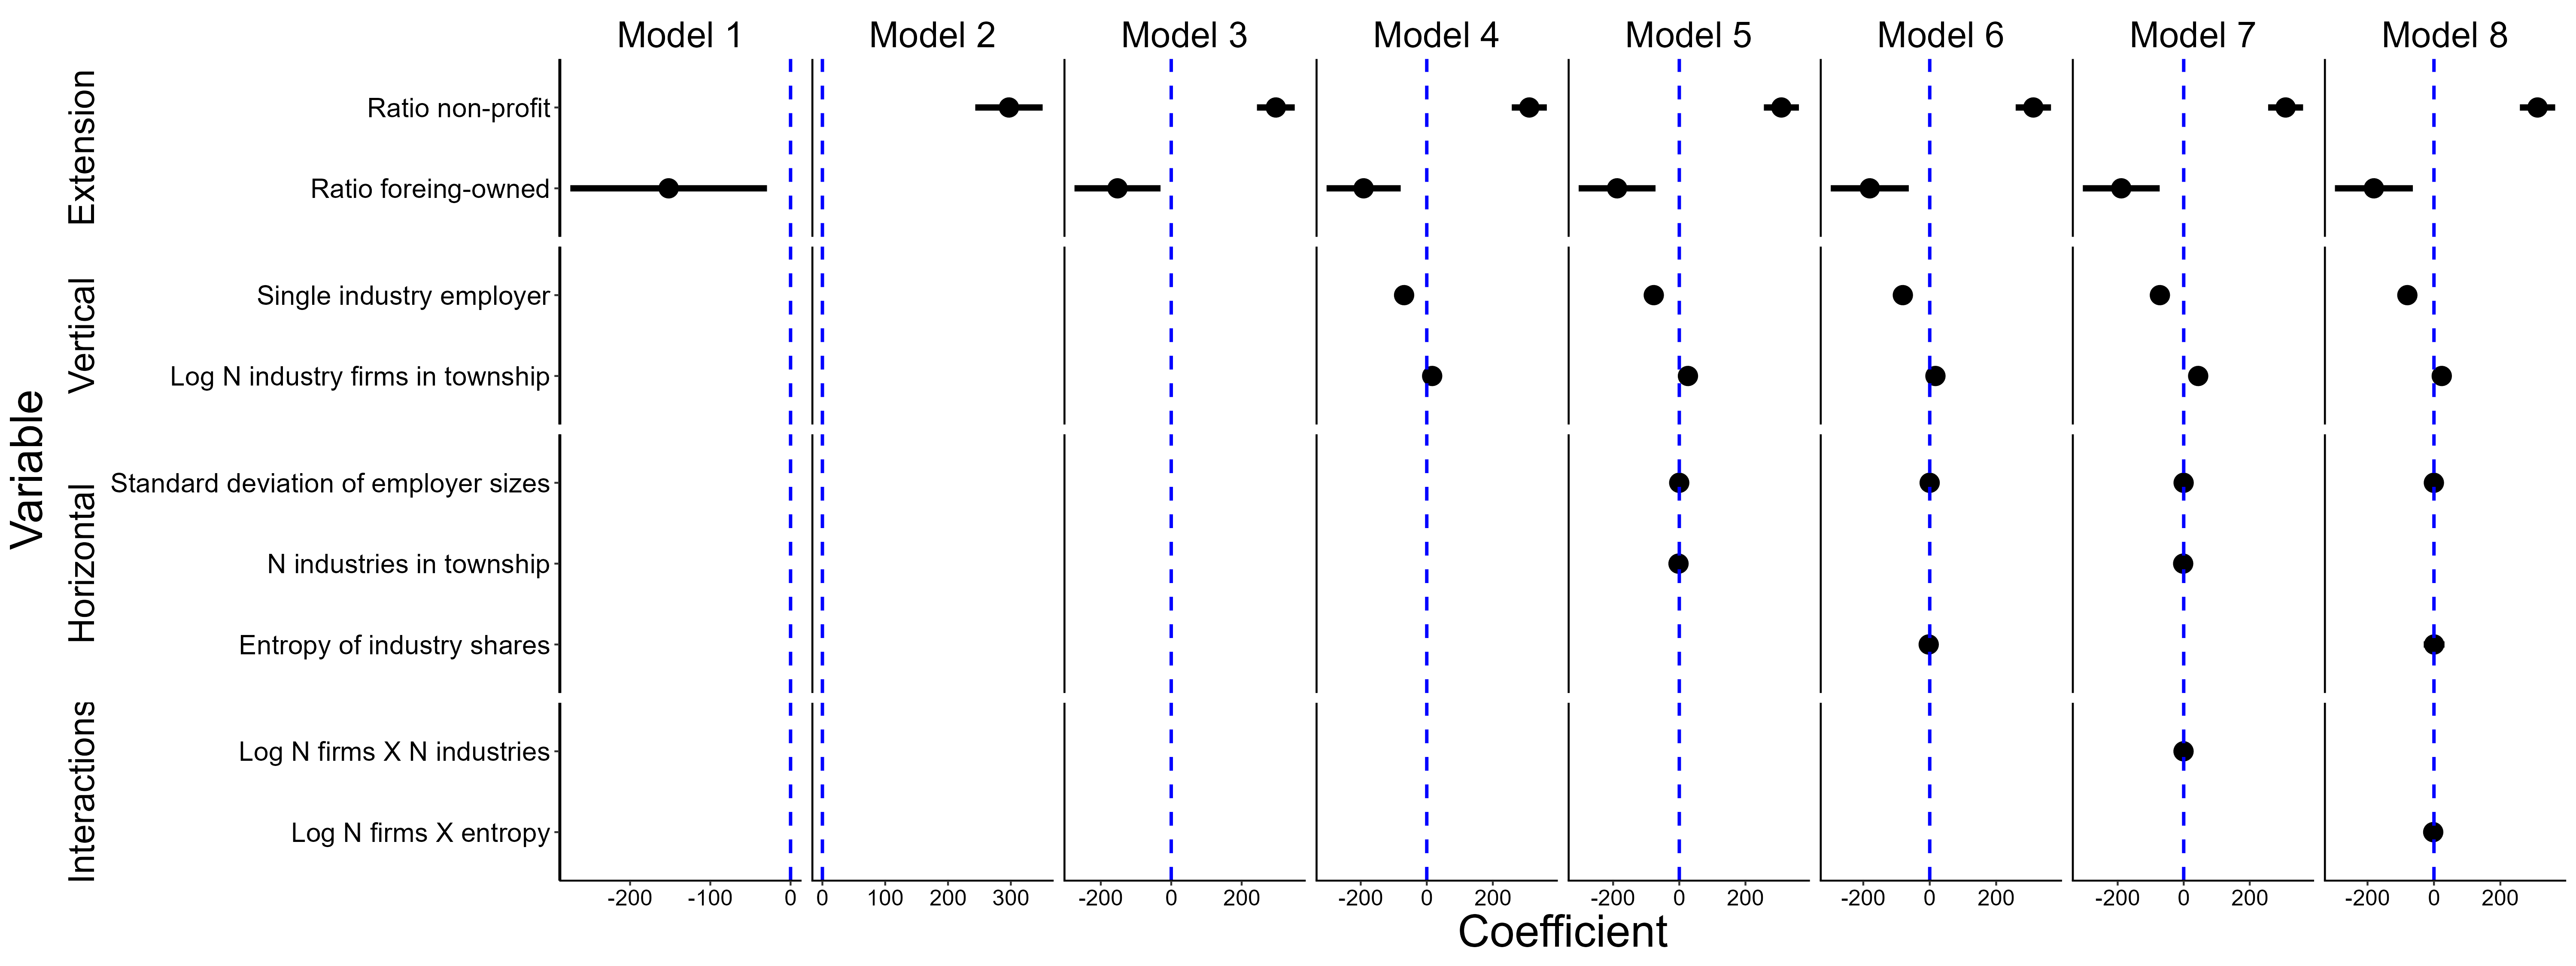 Model 1 Model 2 Model 3 Model 4 Model 5 Model 6 Model 7 Model 8
Variable
Extension
Ratio non-profit
Ratio foreing-owned
Vertical
Single industry employer
Log N industry firms in township
Horizontal
Standard deviation of employer sizes
N industries in township
Entropy of industry shares
Interactions
Log N firms X N industries
Log N firms X entropy
-200 -100 0 0 100 200 300 -200 0 200 -200 0 200 -200 0 200 -200 0 200 -200 0 200 -200 0 200
Coefficient